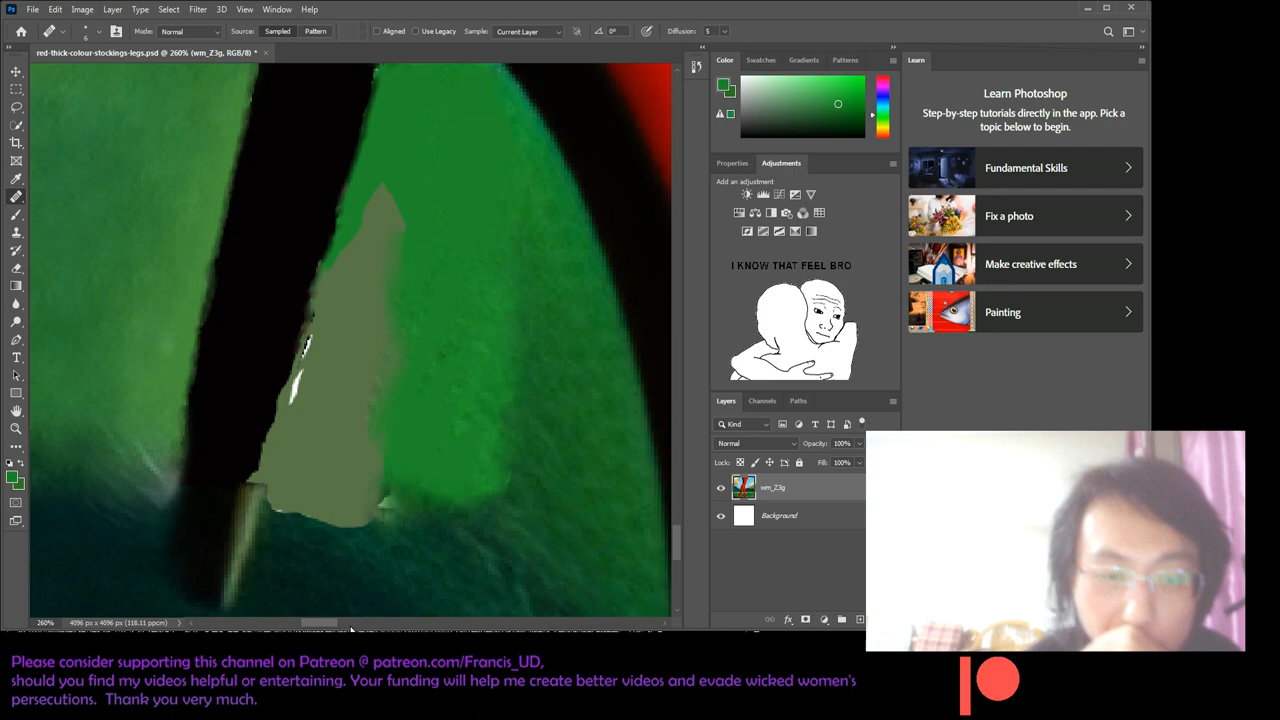 File Edit Image Layer Type Select Filter 3D View Window Help
6 Mode: Normal Source: Sampled Pattern Aligned Use Legacy Sample: Current Layer 0° Diffusion: 5
red-thick-colour-stockings-legs.psd @ 260% (wm_Z3g, RGB/8) *
Color Swatches Gradients Patterns
Learn
Learn Photoshop
Step-by-step tutorials directly in the app. Pick a
topic below to begin.
Fundamental Skills
Fix a photo
Make creative effects
Painting
Properties Adjustments
Add an adjustment
I KNOW THAT FEEL BRO
Layers Channels Paths
Kind
Normal Opacity: 100%
Lock: Fill: 100%
wm_Z3g
Background
260% 4096 px x 4096 px (118.11 ppcm)
Please consider supporting this channel on Patreon @ patreon.com/Francis_UD,
should you find my videos helpful or entertaining. Your funding will help me create better videos and evade wicked women's
persecutions. Thank you very much.